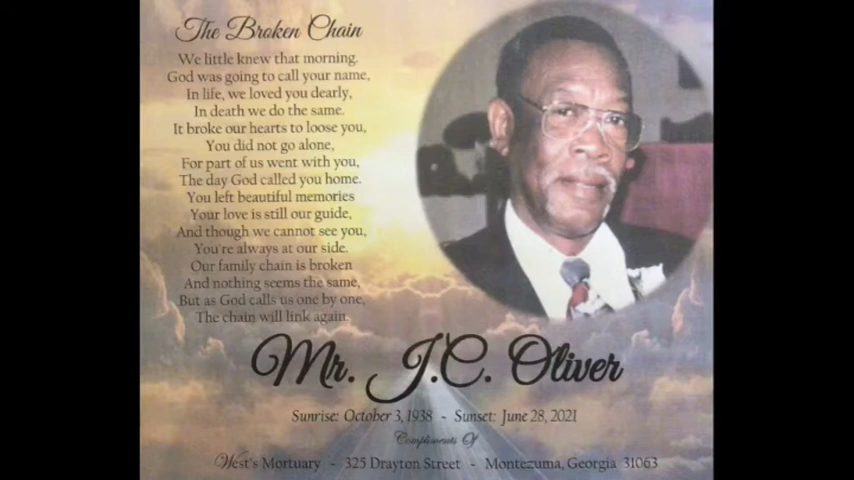 The Broken Chain
We little knew that morning.
God was going to call your name,
In life, we loved you dearly,
In death we do the same.
It broke our hearts to loose you,
You did not go alone,
For part of us went with you,
The day God called you home.
You left beautiful memories
Your love is still our guide,
And though we cannot see you,
You're always at our side.
Our family chain is broken
And nothing seems the same,
But as God calls us one by one,
The chain will link again.
Mr. J.C. Oliver
Sunrise: October 3, 1938 - Sunset: June 28, 2021
Compliments Of
West's Mortuary - 325 Drayton Street - Montezuma, Georgia 31063